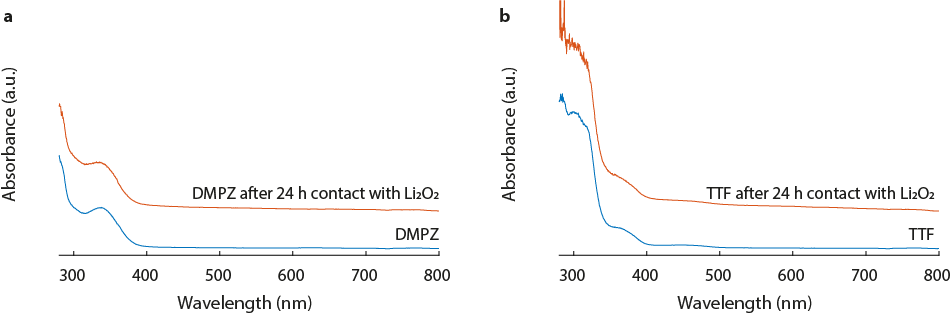 a
Absorbance (a.u.)
DMPZ after 24 h contact with Li₂O₂
DMPZ
300 400 500 600 700 800
Wavelength (nm)
b
Absorbance (a.u.)
TTF after 24 h contact with Li₂O₂
TTF
300 400 500 600 700 800
Wavelength (nm)